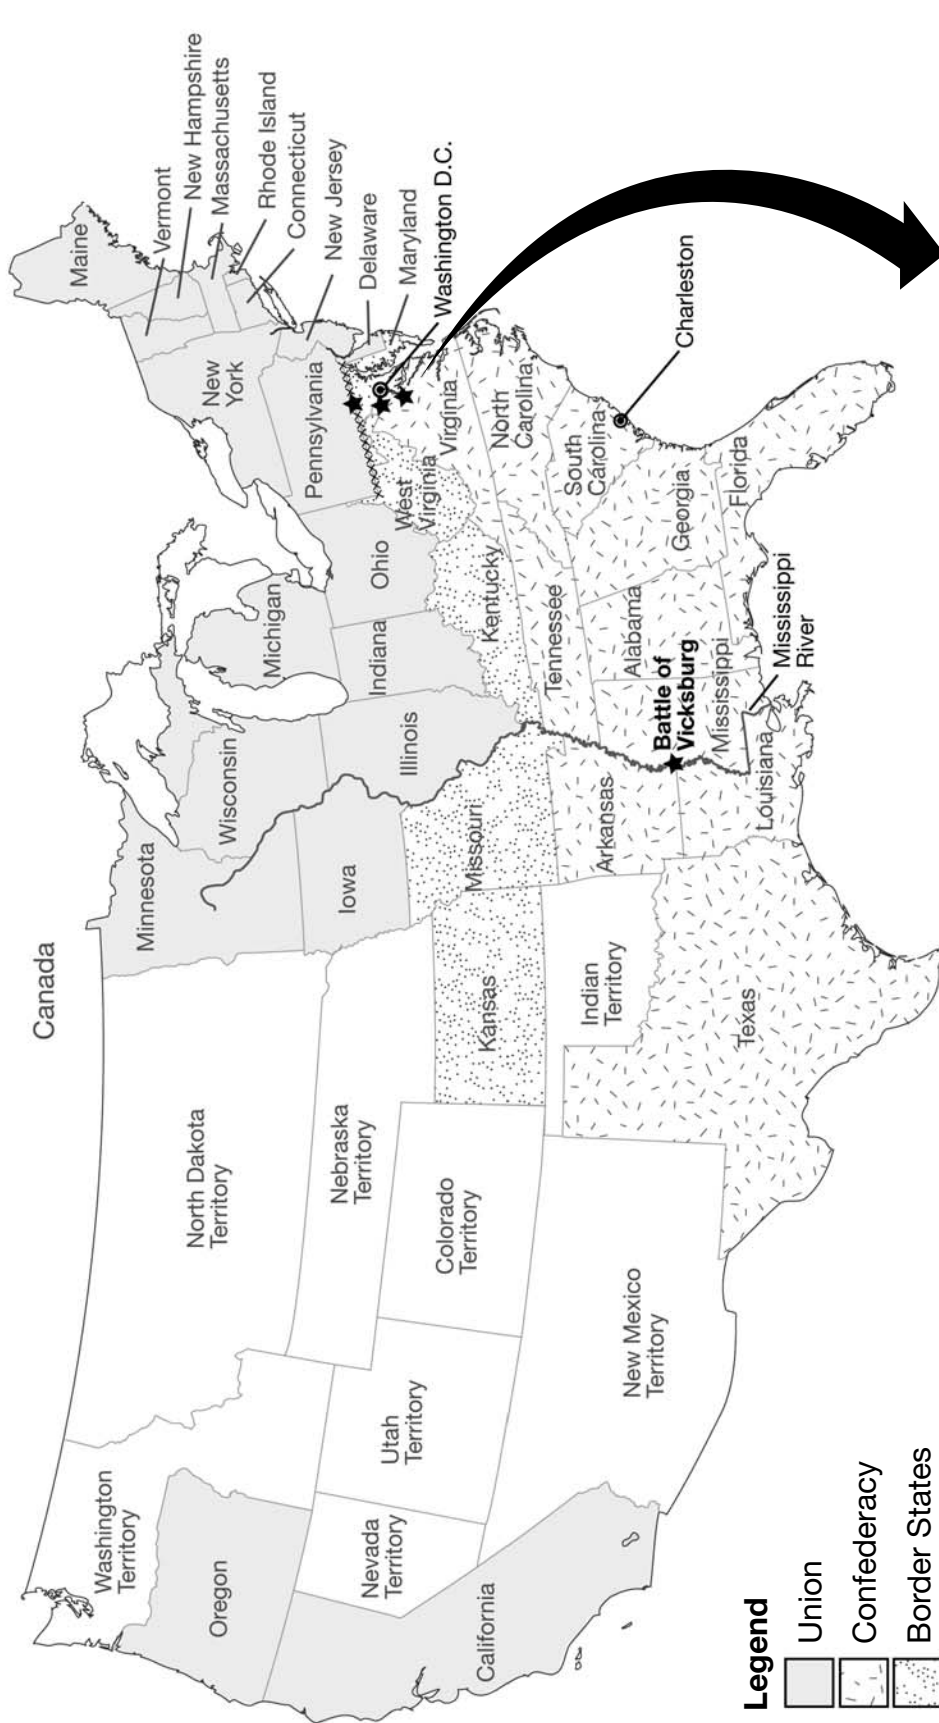 Canada
Washington
Territory
Oregon
California
Nevada
Territory
Utah
Territory
North Dakota
Territory
Nebraska
Territory
Colorado
Territory
New Mexico
Territory
Kansas
Indian
Territory
Texas
Minnesota
Iowa
Missouri
Arkansas
Louisiana
Wisconsin
Illinois
Michigan
Indiana
Ohio
Kentucky
Tennessee
Mississippi
Alabama
Georgia
Florida
South
Carolina
North
Carolina
Virginia
West
Virginia
Pennsylvania
New
York
Maine
Vermont
New Hampshire
Massachusetts
Rhode Island
Connecticut
New Jersey
Delaware
Maryland
Washington D.C.
Charleston
Battle of
Vicksburg
Mississippi
River
Legend
Union
Confederacy
Border States